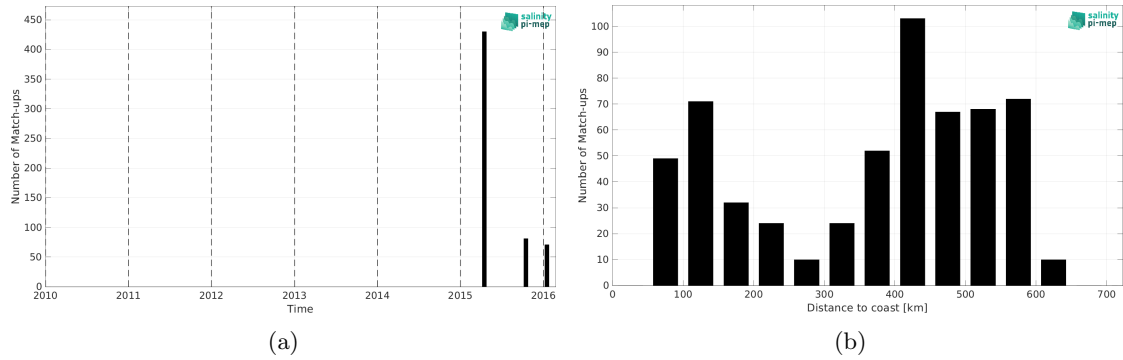 salinity
pi-mep
450
400
350
300
250
200
150
100
50
0
Number of Match-ups
2010 2011 2012 2013 2014 2015 2016
Time
(a)
salinity
pi-mep
100
90
80
70
60
50
40
30
20
10
0
Number of Match-ups
0 100 200 300 400 500 600 700
Distance to coast [km]
(b)